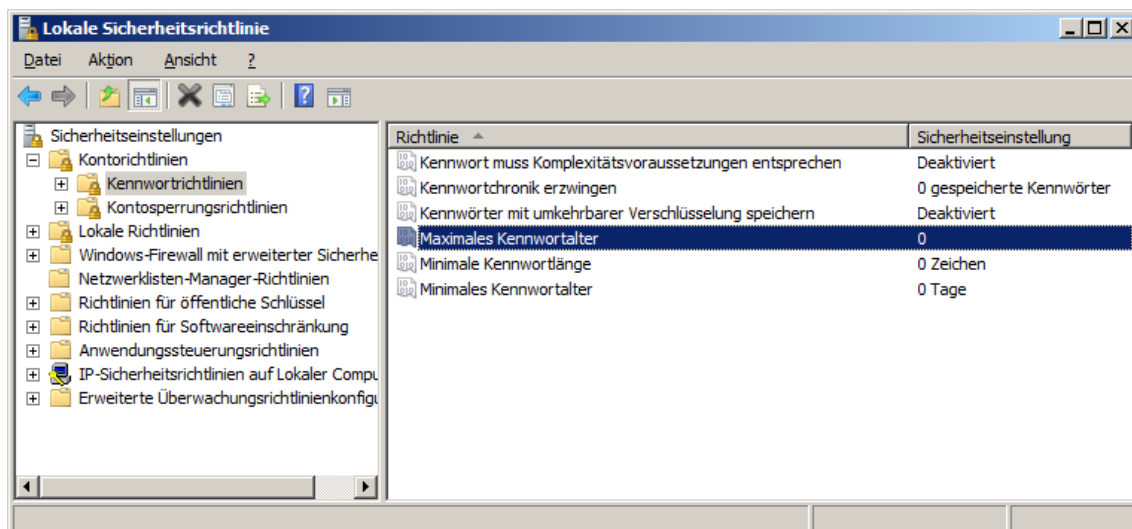 Lokale Sicherheitsrichtlinie
Datei Aktion Ansicht ?
Sicherheitseinstellungen
Kontorichtlinien
Kennwortrichtlinien
Kontosperrungsrichtlinien
Lokale Richtlinien
Windows-Firewall mit erweiterter Sicherhe
Netzwerklisten-Manager-Richtlinien
Richtlinien für öffentliche Schlüssel
Richtlinien für Softwareeinschränkung
Anwendungssteuerungsrichtlinien
IP-Sicherheitsrichtlinien auf Lokaler Compu
Erweiterte Überwachungsrichtlinienkonfigu
Richtlinie Sicherheitseinstellung
Kennwort muss Komplexitätsvoraussetzungen entsprechen Deaktiviert
Kennwortchronik erzwingen 0 gespeicherte Kennwörter
Kennwörter mit umkehrbarer Verschlüsselung speichern Deaktiviert
Maximales Kennwortalter 0
Minimale Kennwortlänge 0 Zeichen
Minimales Kennwortalter 0 Tage